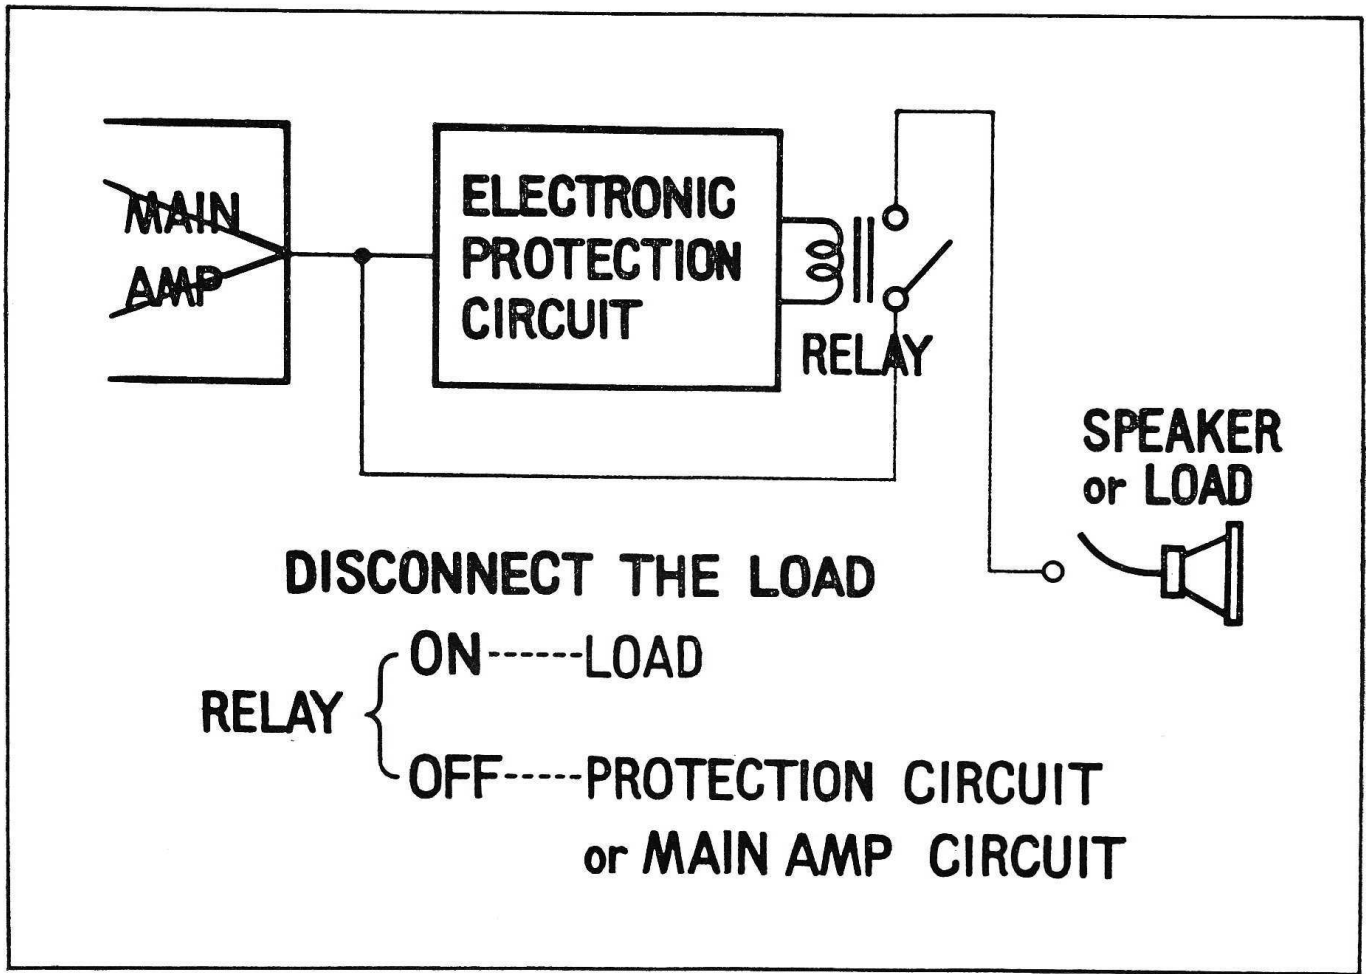 MAIN
AMP
ELECTRONIC
PROTECTION
CIRCUIT
RELAY
SPEAKER
or LOAD
DISCONNECT THE LOAD
RELAY
ON ------ LOAD
OFF ----- PROTECTION CIRCUIT
or MAIN AMP CIRCUIT